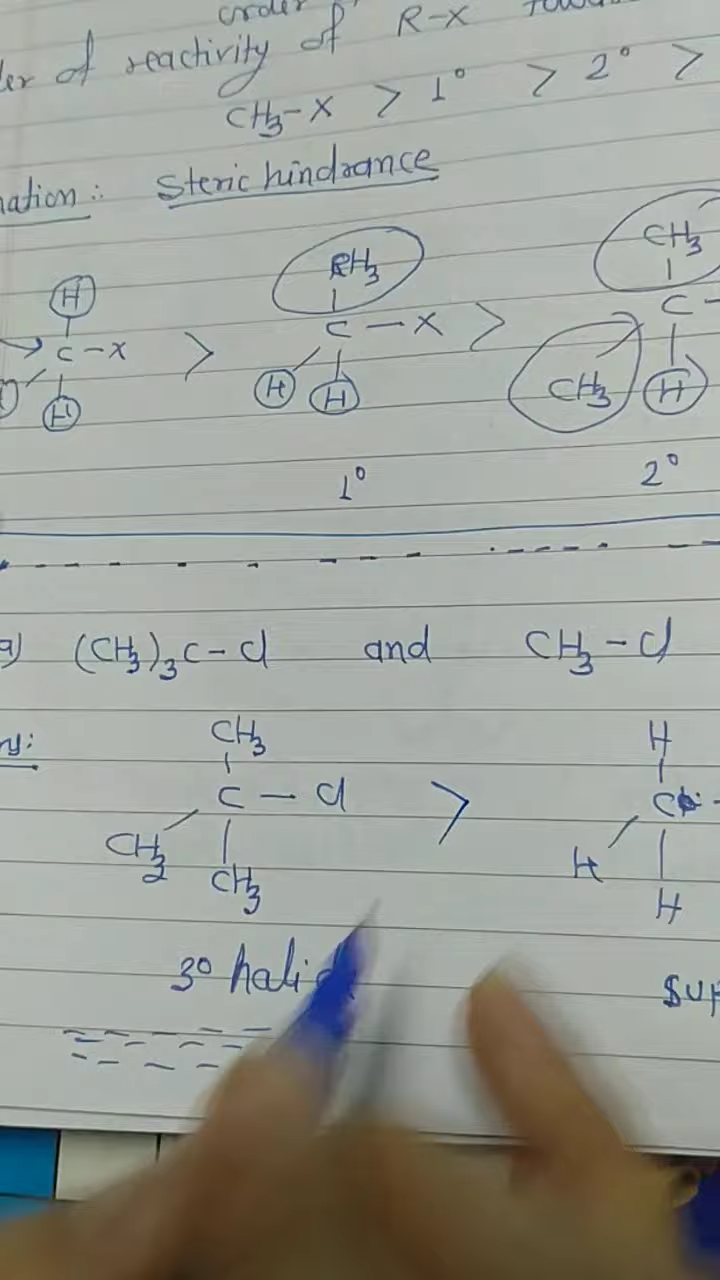 order
of reactivity of R-X
CH₃-X > 1° > 2° >
Steric hindrance
H CH₃ CH₃
C-X > C-X > C-
H H H CH₃ H
1° 2°
(CH₃)₃C-Cl and CH₃-Cl
CH₃ H
C-Cl > C
CH₃ CH₃ H H
3° halid